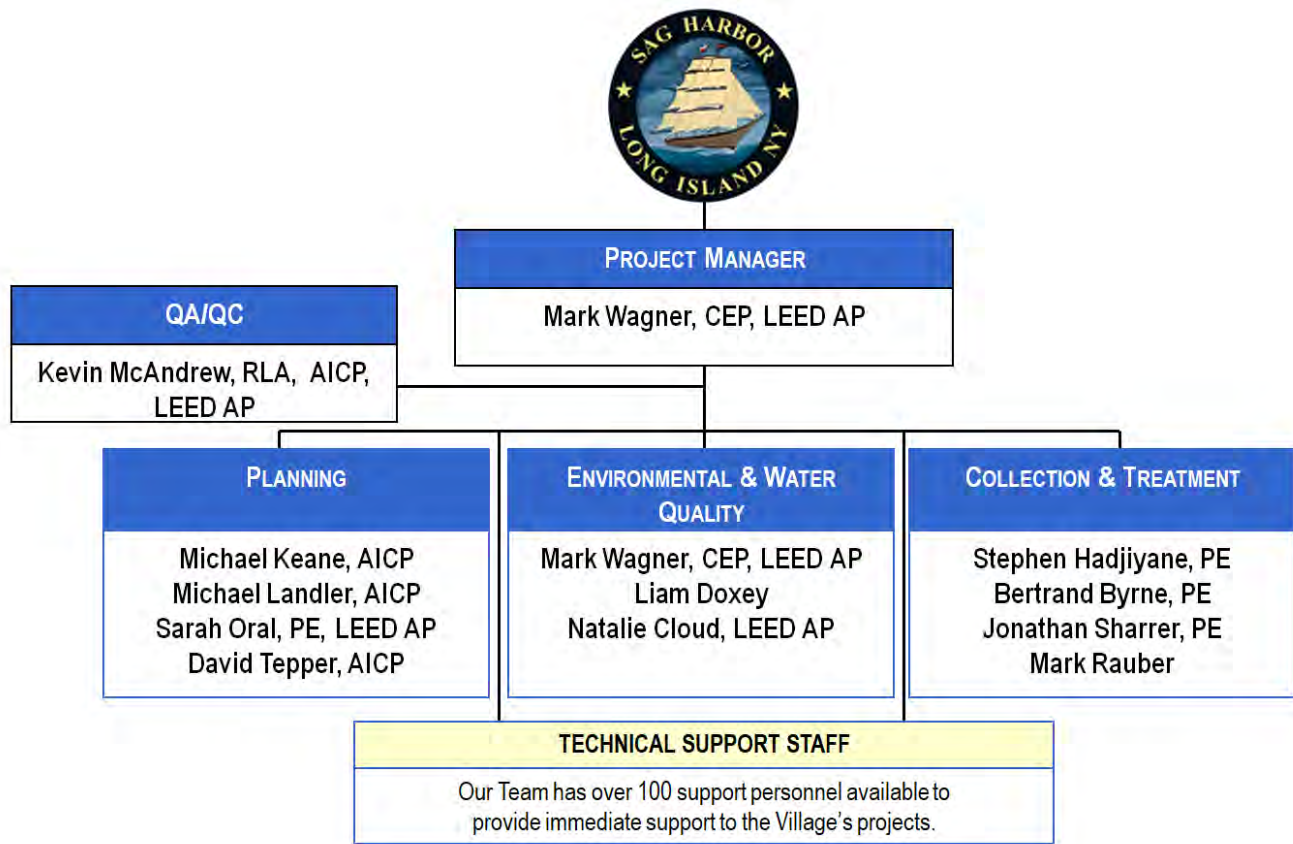 SAG HARBOR
LONG ISLAND NY
PROJECT MANAGER
Mark Wagner, CEP, LEED AP
QA/QC
Kevin McAndrew, RLA, AICP,
LEED AP
PLANNING
Michael Keane, AICP
Michael Landler, AICP
Sarah Oral, PE, LEED AP
David Tepper, AICP
ENVIRONMENTAL & WATER
QUALITY
Mark Wagner, CEP, LEED AP
Liam Doxey
Natalie Cloud, LEED AP
COLLECTION & TREATMENT
Stephen Hadjiyane, PE
Bertrand Byrne, PE
Jonathan Sharrer, PE
Mark Rauber
TECHNICAL SUPPORT STAFF
Our Team has over 100 support personnel available to
provide immediate support to the Village's projects.